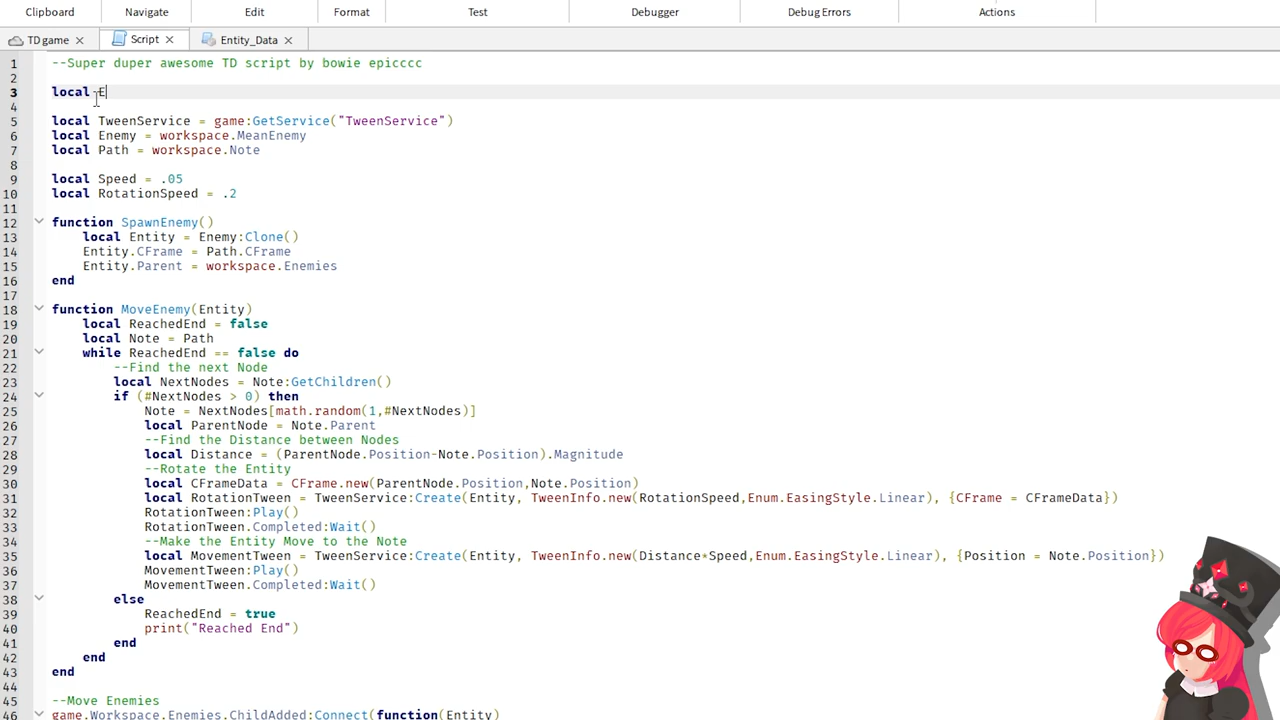 Clipboard Navigate Edit Format Test Debugger Debug Errors Actions
TD game Script Entity_Data
1 --Super duper awesome TD script by bowie epicccc
2
3 local E
4
5 local TweenService = game:GetService("TweenService")
6 local Enemy = workspace.MeanEnemy
7 local Path = workspace.Note
8
9 local Speed = .05
10 local RotationSpeed = .2
11
12 function SpawnEnemy()
13 local Entity = Enemy:Clone()
14 Entity.CFrame = Path.CFrame
15 Entity.Parent = workspace.Enemies
16 end
17
18 function MoveEnemy(Entity)
19 local ReachedEnd = false
20 local Note = Path
21 while ReachedEnd == false do
22 --Find the next Node
23 local NextNodes = Note:GetChildren()
24 if (#NextNodes > 0) then
25 Note = NextNodes[math.random(1,#NextNodes)]
26 local ParentNode = Note.Parent
27 --Find the Distance between Nodes
28 local Distance = (ParentNode.Position-Note.Position).Magnitude
29 --Rotate the Entity
30 local CFrameData = CFrame.new(ParentNode.Position,Note.Position)
31 local RotationTween = TweenService:Create(Entity, TweenInfo.new(RotationSpeed,Enum.EasingStyle.Linear), {CFrame = CFrameData})
32 RotationTween:Play()
33 RotationTween.Completed:Wait()
34 --Make the Entity Move to the Note
35 local MovementTween = TweenService:Create(Entity, TweenInfo.new(Distance*Speed,Enum.EasingStyle.Linear), {Position = Note.Position})
36 MovementTween:Play()
37 MovementTween.Completed:Wait()
38 else
39 ReachedEnd = true
40 print("Reached End")
41 end
42 end
43 end
44
45 --Move Enemies
46 game.Workspace.Enemies.ChildAdded:Connect(function(Entity)